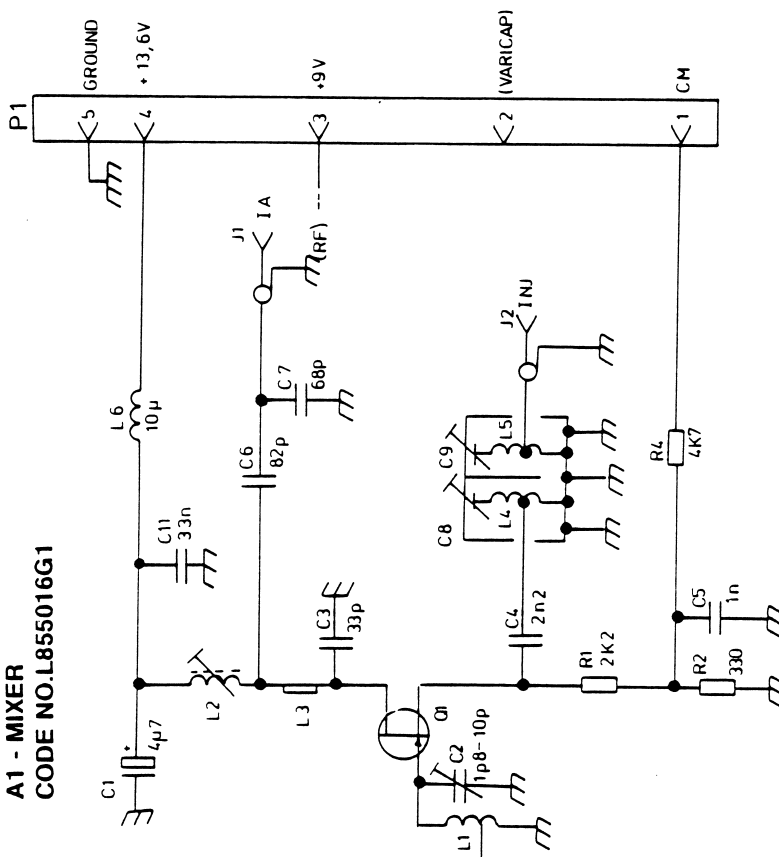 A1 - MIXER
CODE NO.L855016G1
P1
5 GROUND
4 +13,6V
3 +9V
2 (VARICAP)
1 CM
L6
10µ
J1 IA
(RF)
C11
33n
C6
82p
C7
68p
C1
+
4µ7
L2
L3
C3
33p
J2 INJ
C9
L5
C8
L4
C4
2n2
Q1
R1
2K2
R4
4K7
C5
1n
R2
330
C2
1p8-10p
L1